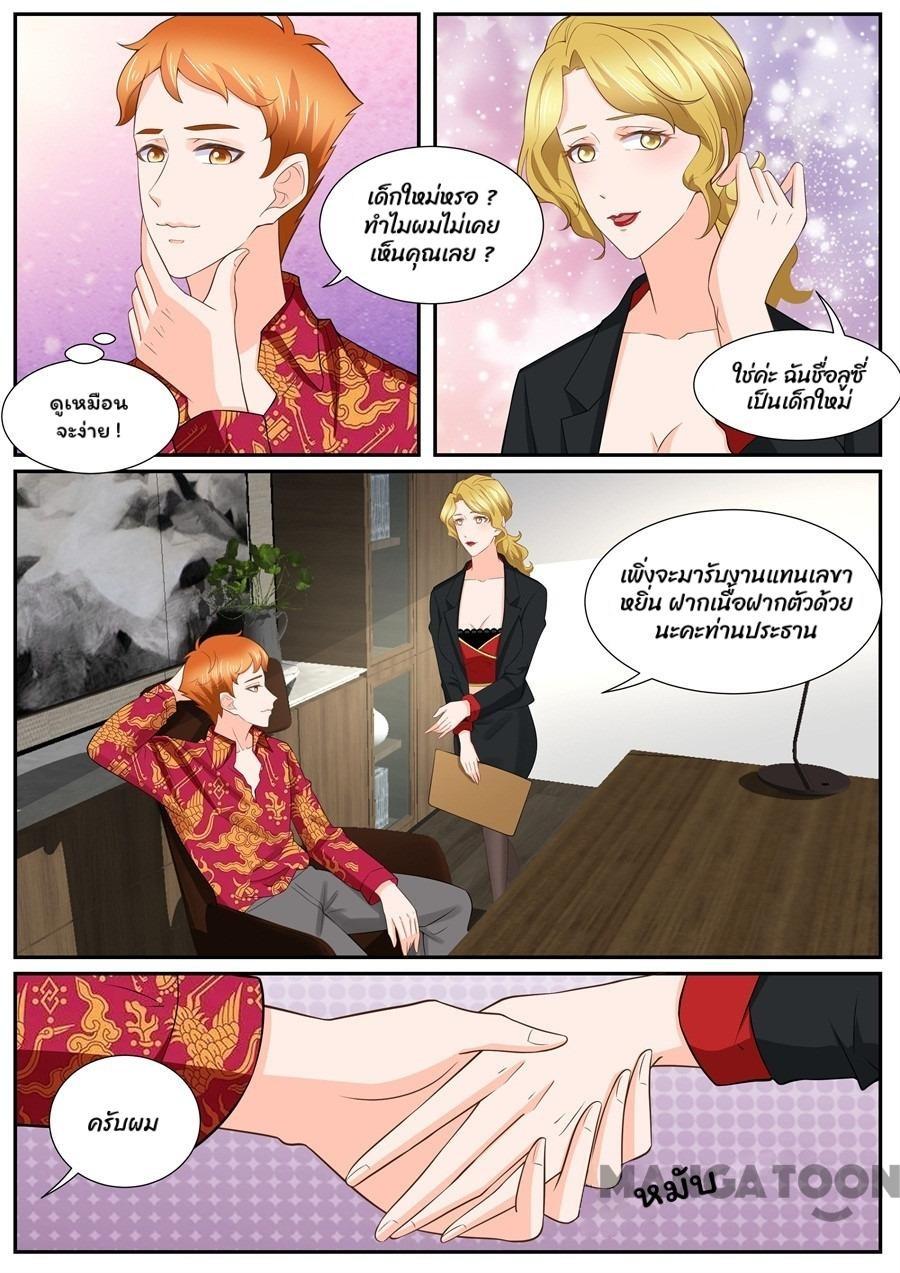 เด็กใหม่หรอ ?
ทำไมผมไม่เคย
เห็นคุณเลย ?
ดูเหมือน
จะง่าย !
ใช่ค่ะ ฉันชื่อลูซี่
เป็นเด็กใหม่
เพิ่งจะมารับงานแทนเลขา
หยิ่น ฝากเนื้อฝากตัวด้วย
นะคะท่านประธาน
ครับผม
หมับ
MANGATOON